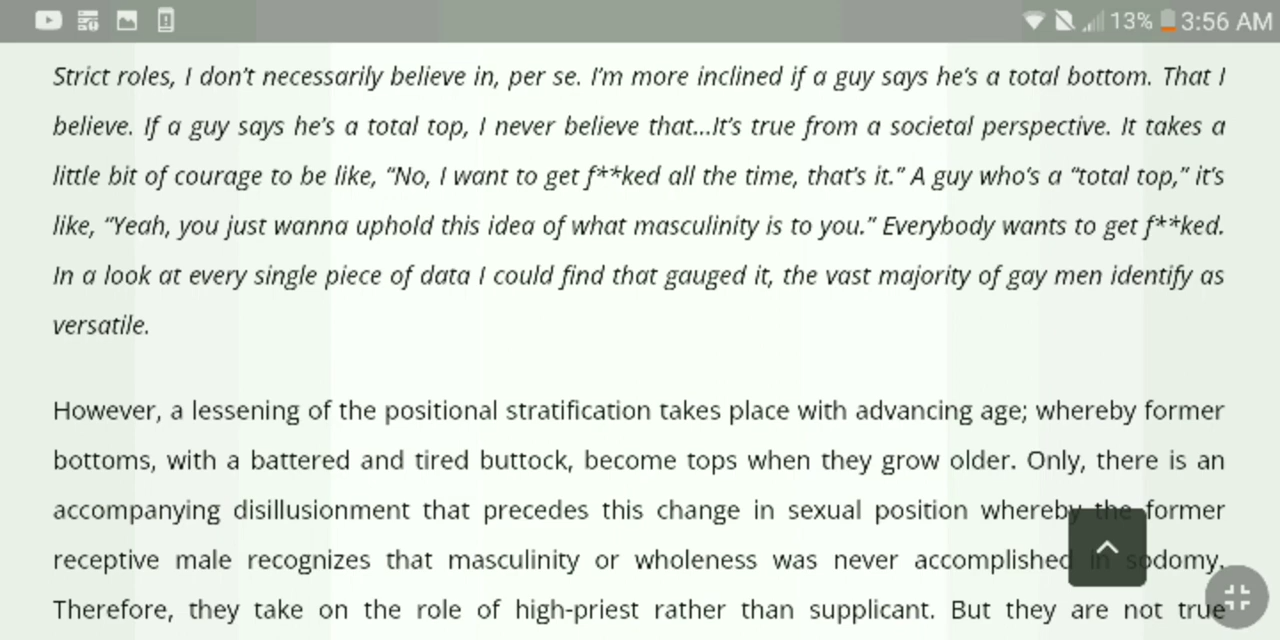 13% 3:56 AM
Strict roles, I don’t necessarily believe in, per se. I’m more inclined if a guy says he’s a total bottom. That I
believe. If a guy says he’s a total top, I never believe that...It’s true from a societal perspective. It takes a
little bit of courage to be like, “No, I want to get f**ked all the time, that’s it.” A guy who’s a “total top,” it’s
like, “Yeah, you just wanna uphold this idea of what masculinity is to you.” Everybody wants to get f**ked.
In a look at every single piece of data I could find that gauged it, the vast majority of gay men identify as
versatile.
However, a lessening of the positional stratification takes place with advancing age; whereby former
bottoms, with a battered and tired buttock, become tops when they grow older. Only, there is an
accompanying disillusionment that precedes this change in sexual position whereby the former
receptive male recognizes that masculinity or wholeness was never accomplished in sodomy.
Therefore, they take on the role of high-priest rather than supplicant. But they are not true